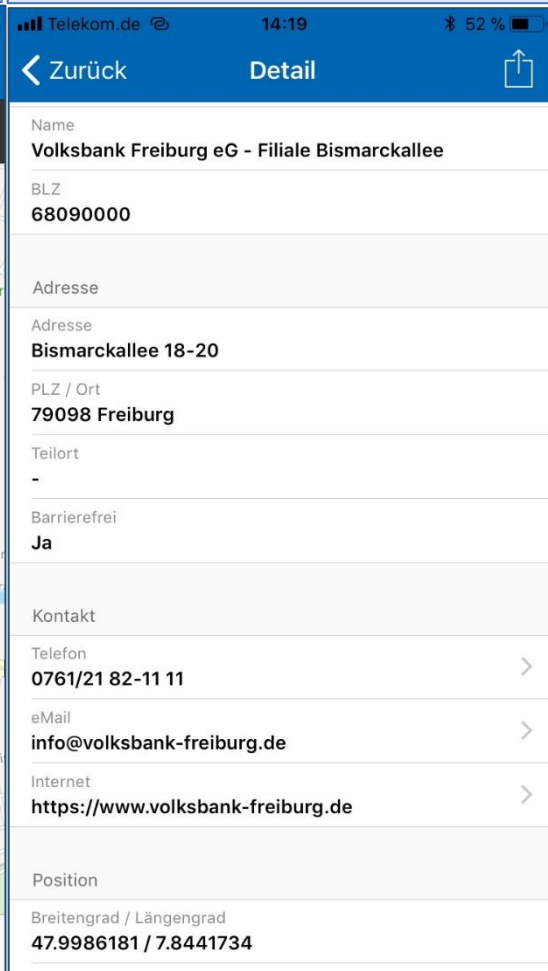 Telekom.de 14:19 52 %
Zurück Detail
Name
Volksbank Freiburg eG - Filiale Bismarckallee
BLZ
68090000
Adresse
Adresse
Bismarckallee 18-20
PLZ / Ort
79098 Freiburg
Teilort
-
Barrierefrei
Ja
Kontakt
Telefon
0761/21 82-11 11
eMail
info@volksbank-freiburg.de
Internet
https://www.volksbank-freiburg.de
Position
Breitengrad / Längengrad
47.9986181 / 7.8441734